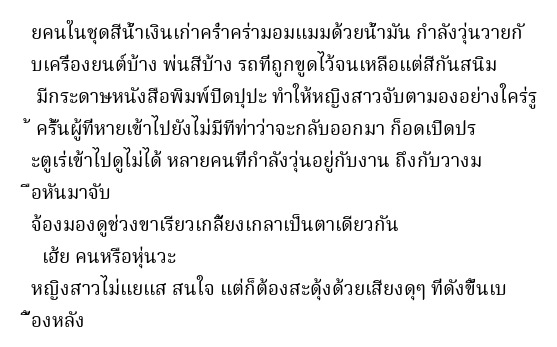 ยคนในชุดสีน้ำเงินเก่าคร่ำคร่ามอมแมมด้วยน้ำมัน กำลังวุ่นวายกั
บเครื่องยนต์บ้าง พ่นสีบ้าง รถที่ถูกขูดไว้จนเหลือแต่สีกันสนิม
มีกระดาษหนังสือพิมพ์ปิดปุปะ ทำให้หญิงสาวจับตามองอย่างใคร่รู
้ ครั้นผู้ที่หายเข้าไปยังไม่มีทีท่าว่าจะกลับออกมา ก็อดเปิดปร
ะตูเร่เข้าไปดูไม่ได้ หลายคนที่กำลังวุ่นอยู่กับงาน ถึงกับวางม
ือหันมาจับ
จ้องมองดูช่วงขาเรียวเกลี้ยงเกลาเป็นตาเดียวกัน
เฮ้ย คนหรือหุ่นวะ
หญิงสาวไม่แยแส สนใจ แต่ก็ต้องสะดุ้งด้วยเสียงดุๆ ที่ดังขึ้นเบ
ื้องหลัง